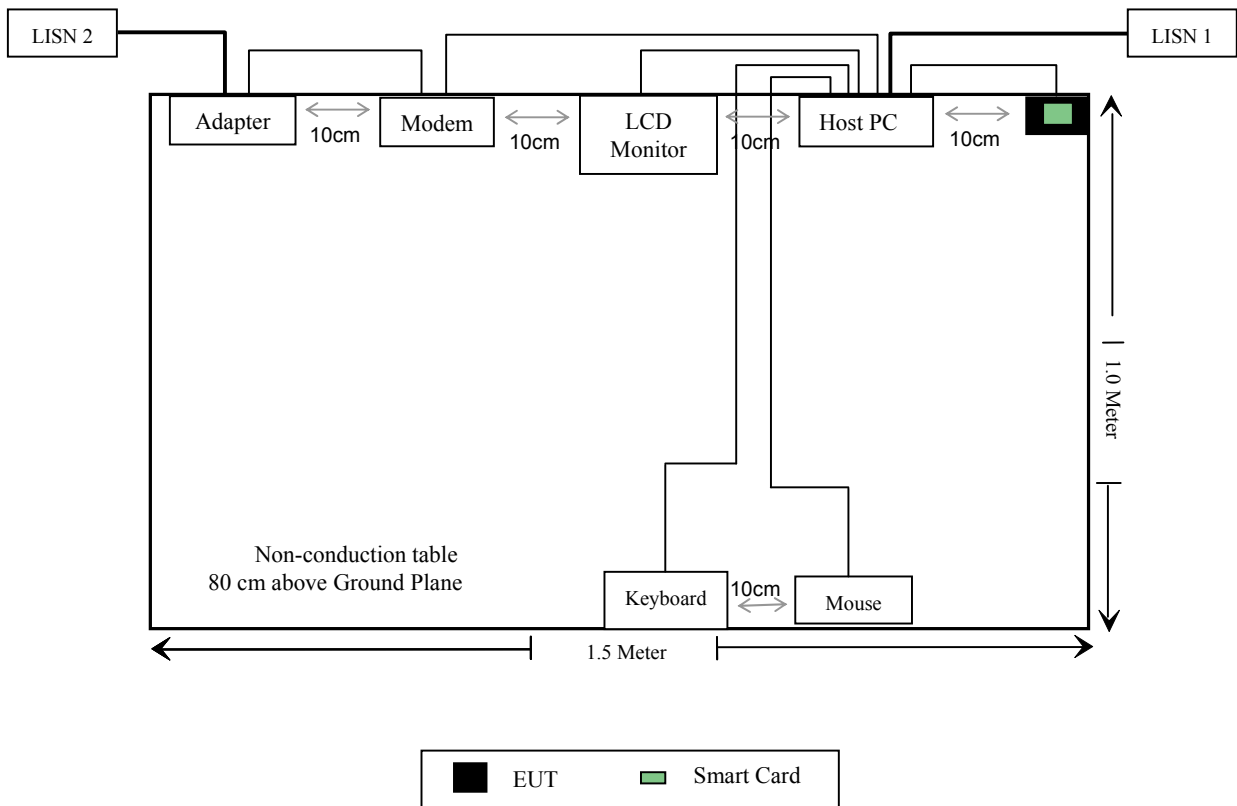 LISN 2
LISN 1
Adapter
10cm
Modem
10cm
LCD
Monitor
10cm
Host PC
10cm
1.0 Meter
Non-conduction table
80 cm above Ground Plane
Keyboard
10cm
Mouse
1.5 Meter
EUT
Smart Card